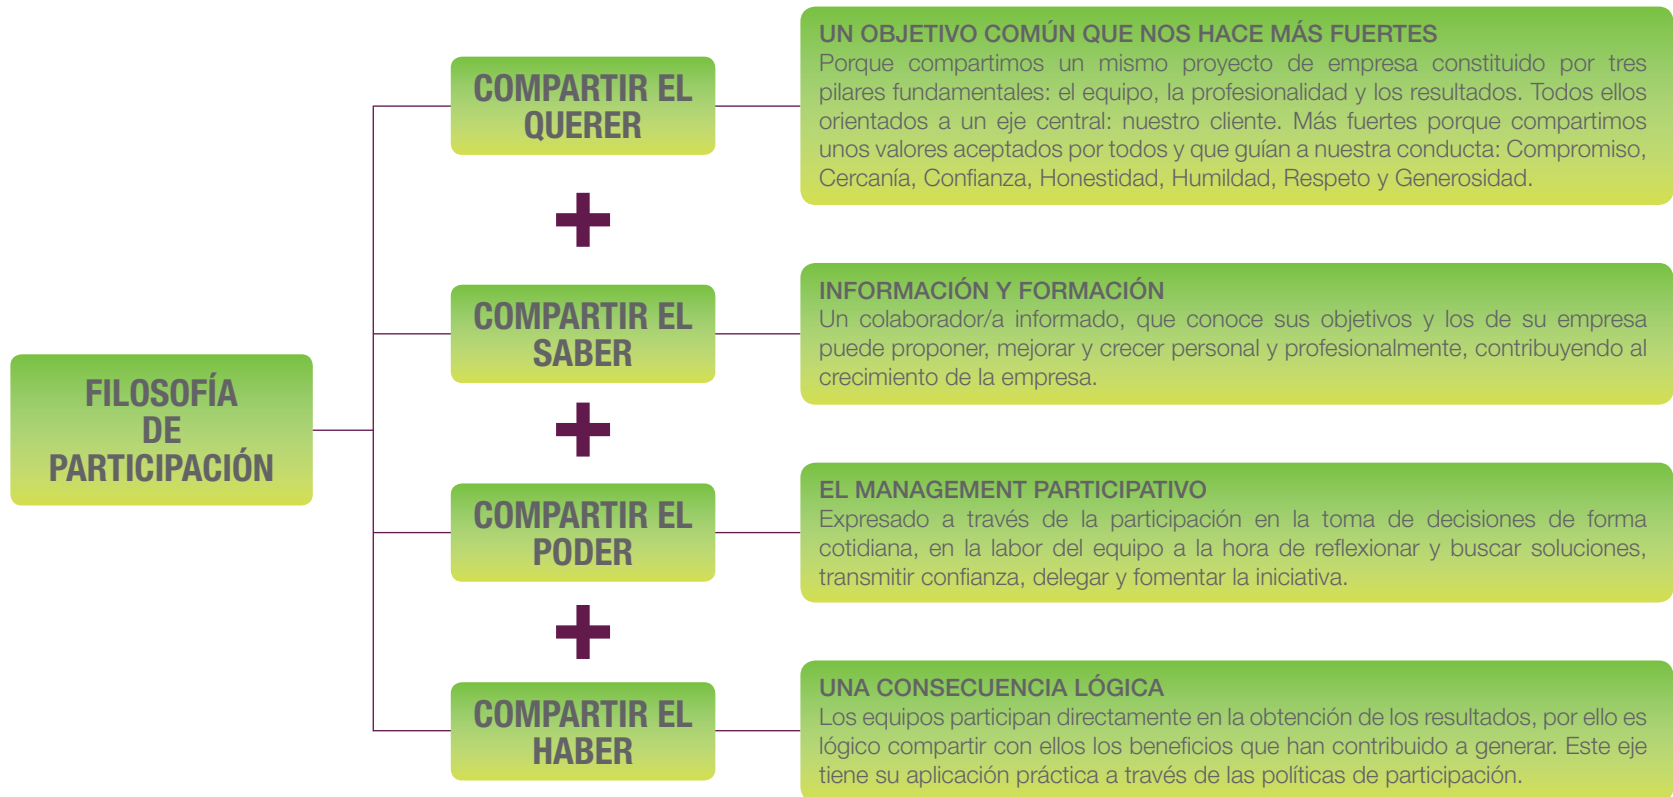 FILOSOFÍA
DE
PARTICIPACIÓN
COMPARTIR EL
QUERER
UN OBJETIVO COMÚN QUE NOS HACE MÁS FUERTES
Porque compartimos un mismo proyecto de empresa constituido por tres
pilares fundamentales: el equipo, la profesionalidad y los resultados. Todos ellos
orientados a un eje central: nuestro cliente. Más fuertes porque compartimos
unos valores aceptados por todos y que guían a nuestra conducta: Compromiso,
Cercanía, Confianza, Honestidad, Humildad, Respeto y Generosidad.
COMPARTIR EL
SABER
INFORMACIÓN Y FORMACIÓN
Un colaborador/a informado, que conoce sus objetivos y los de su empresa
puede proponer, mejorar y crecer personal y profesionalmente, contribuyendo al
crecimiento de la empresa.
COMPARTIR EL
PODER
EL MANAGEMENT PARTICIPATIVO
Expresado a través de la participación en la toma de decisiones de forma
cotidiana, en la labor del equipo a la hora de reflexionar y buscar soluciones,
transmitir confianza, delegar y fomentar la iniciativa.
COMPARTIR EL
HABER
UNA CONSECUENCIA LÓGICA
Los equipos participan directamente en la obtención de los resultados, por ello es
lógico compartir con ellos los beneficios que han contribuido a generar. Este eje
tiene su aplicación práctica a través de las políticas de participación.